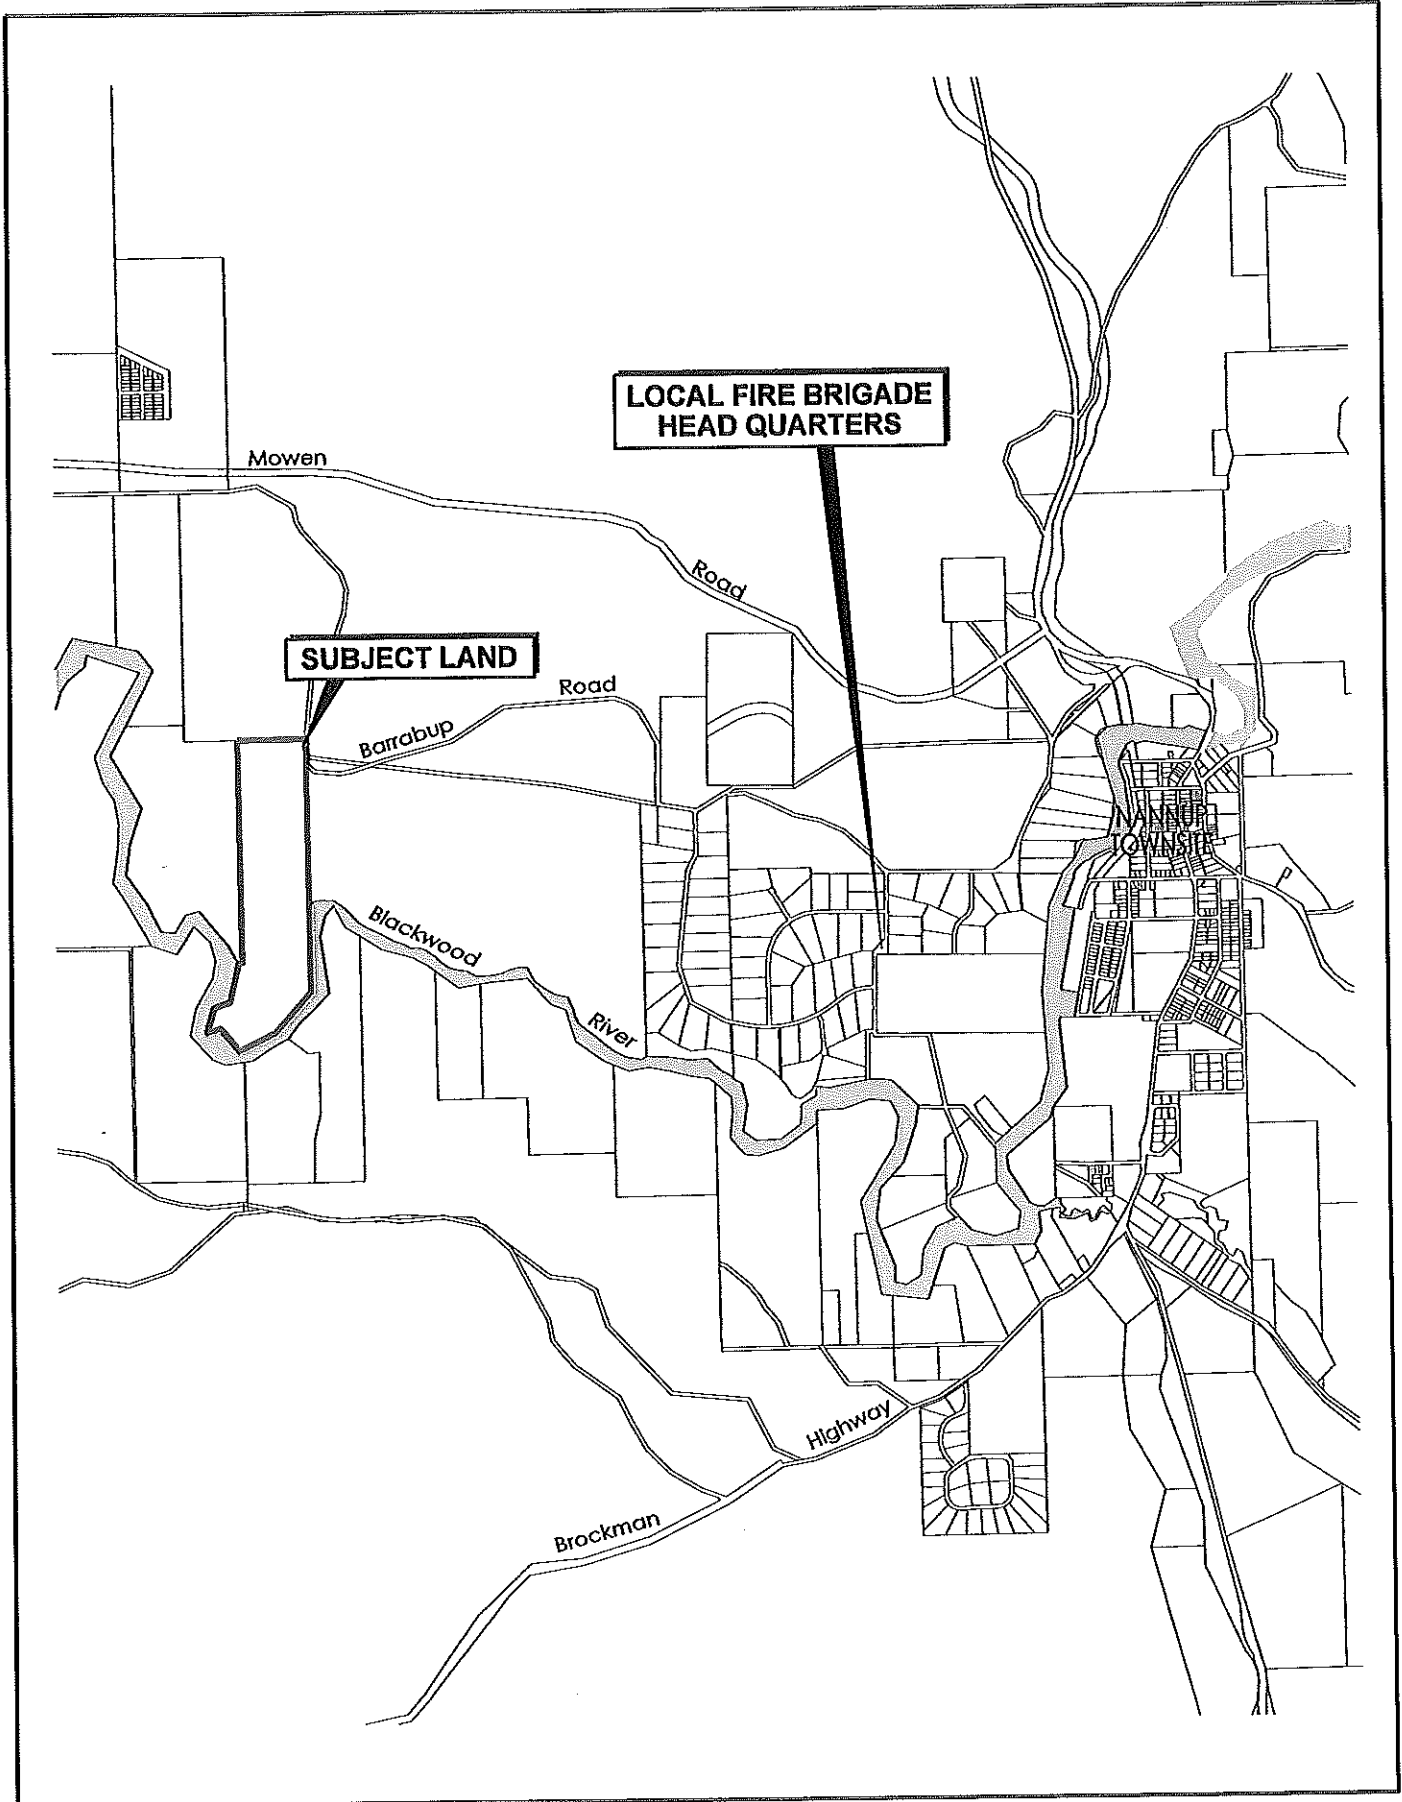 LOCAL FIRE BRIGADE
HEAD QUARTERS
Mowen
Road
SUBJECT LAND
Road
Barrabup
NANNUP
TOWNSITE
Blackwood
River
Highway
Brockman